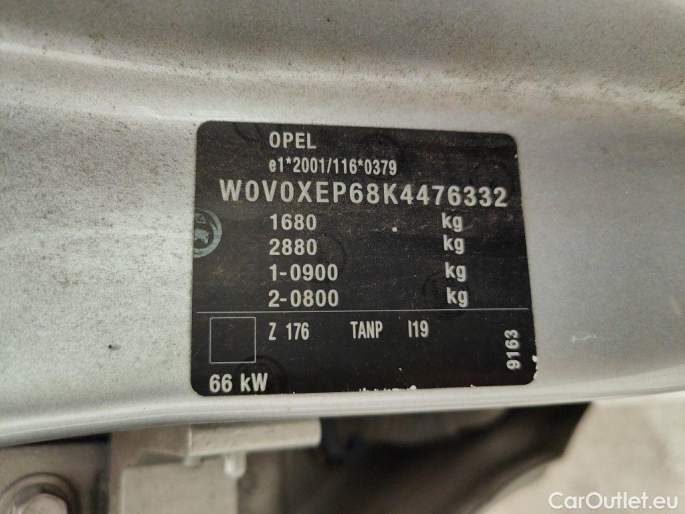 OPEL
e1*2001/116*0379
W0V0XEP68K4476332
1680 kg
2880 kg
1-0900 kg
2-0800 kg
Z 176 TANP I19
9163
66 kW
CarOutlet.eu